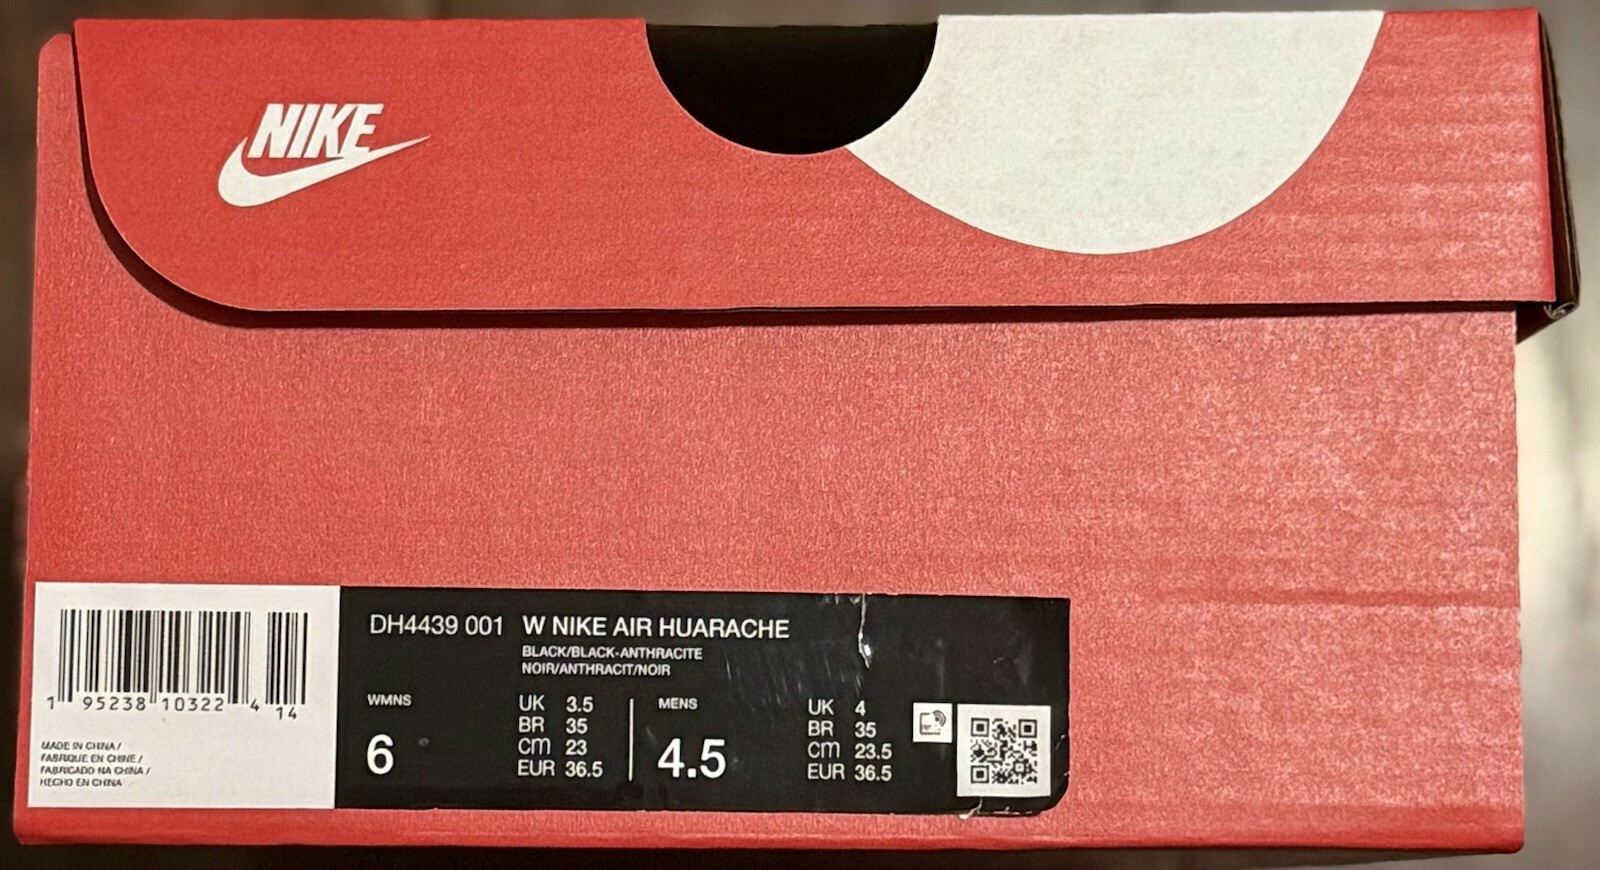 NIKE
DH4439 001 W NIKE AIR HUARACHE
BLACK/BLACK-ANTHRACITE
NOIR/ANTHRACIT/NOIR
WMNS
6
UK 3.5
BR 35
CM 23
EUR 36.5
MENS
4.5
UK 4
BR 35
CM 23.5
EUR 36.5
1 95238 10322 4 14
MADE IN CHINA /
FABRIQUE EN CHINE /
FABRICADO NA CHINA /
HECHO EN CHINA